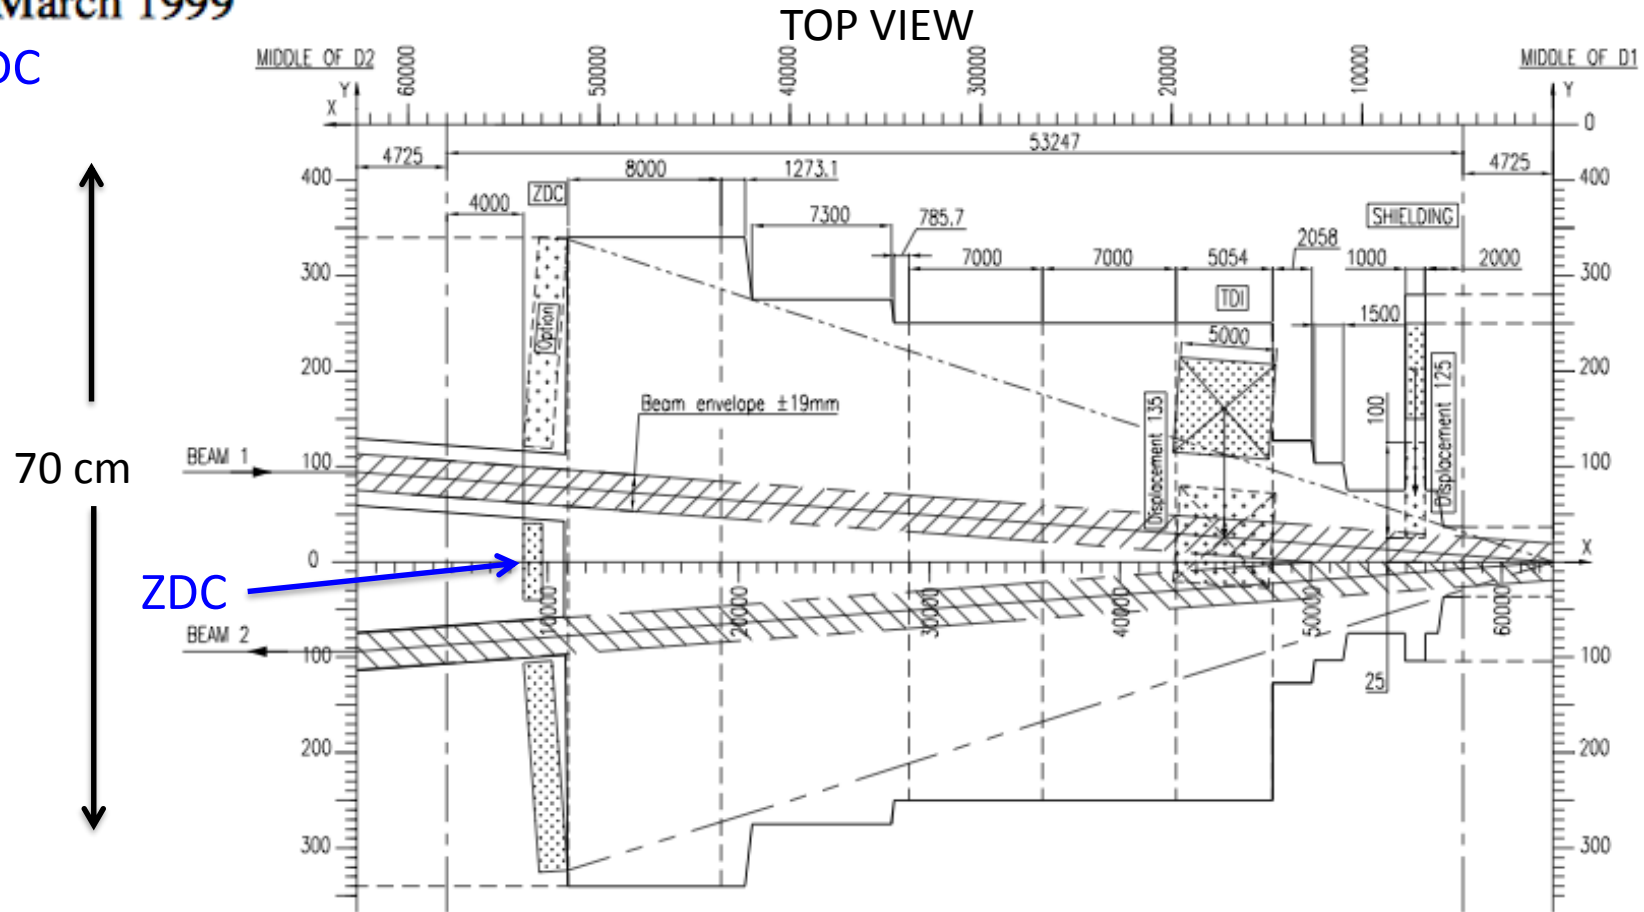 March 1999
TOP VIEW
DC
MIDDLE OF D2
60000
50000
40000
30000
20000
10000
MIDDLE OF D1
Y
X
Y
0
53247
4725
8000
1273.1
4725
400
ZDC
400
4000
7300
785.7
SHIELDING
2058
7000
7000
5054
1000
2000
300
300
TDI
1500
Option
5000
200
200
Displacement 135
100
Displacement 125
Beam envelope ±19mm
70 cm
BEAM 1
100
100
0
X
ZDC
10000
20000
30000
40000
50000
60000
BEAM 2
100
100
25
200
200
300
300